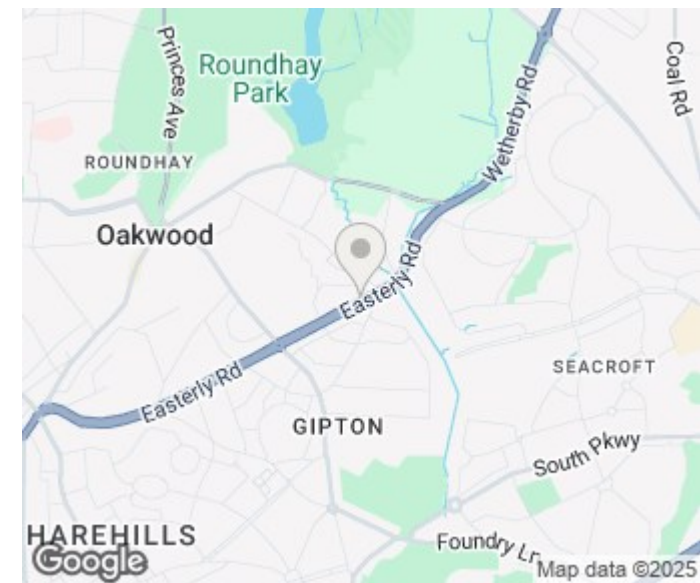 Princes Ave
Roundhay
Park
Wetherby Rd
Coal Rd
ROUNDHAY
Oakwood
Easterly Rd
Easterly Rd
SEACROFT
GIPTON
South Pkwy
HAREHILLS
Foundry Ln
Google
Map data ©2025